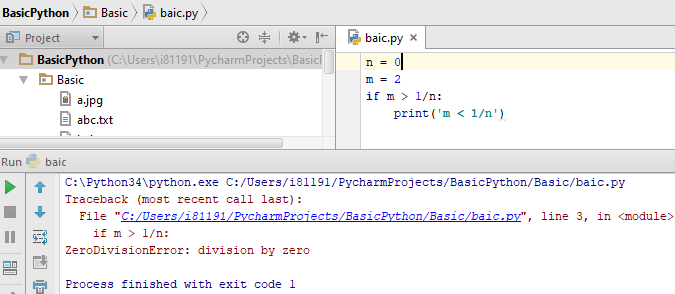 BasicPython Basic baic.py
Project
baic.py ×
BasicPython (C:\Users\i81191\PycharmProjects\BasicP
Basic
a.jpg
abc.txt
n = 0
m = 2
if m > 1/n:
print('m < 1/n')
Run baic
C:\Python34\python.exe C:/Users/i81191/PycharmProjects/BasicPython/Basic/baic.py
Traceback (most recent call last):
File "C:/Users/i81191/PycharmProjects/BasicPython/Basic/baic.py", line 3, in <module>
if m > 1/n:
ZeroDivisionError: division by zero
Process finished with exit code 1